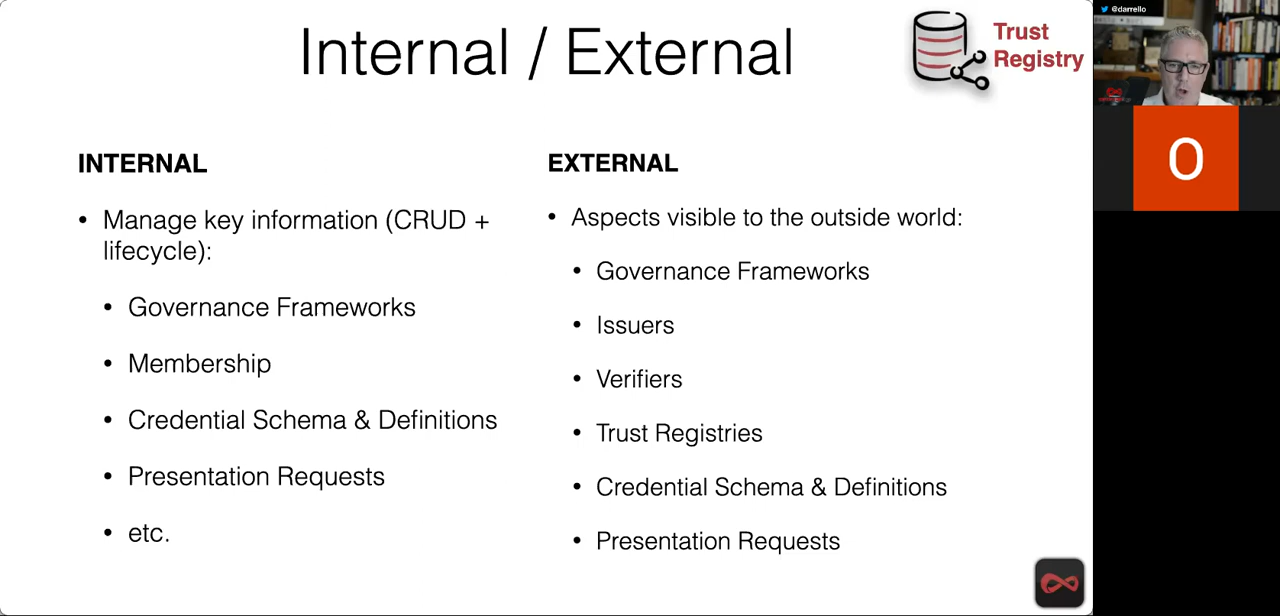 Internal / External
Trust
Registry
@darrello
O
INTERNAL
• Manage key information (CRUD +
lifecycle):
• Governance Frameworks
• Membership
• Credential Schema & Definitions
• Presentation Requests
• etc.
EXTERNAL
• Aspects visible to the outside world:
• Governance Frameworks
• Issuers
• Verifiers
• Trust Registries
• Credential Schema & Definitions
• Presentation Requests